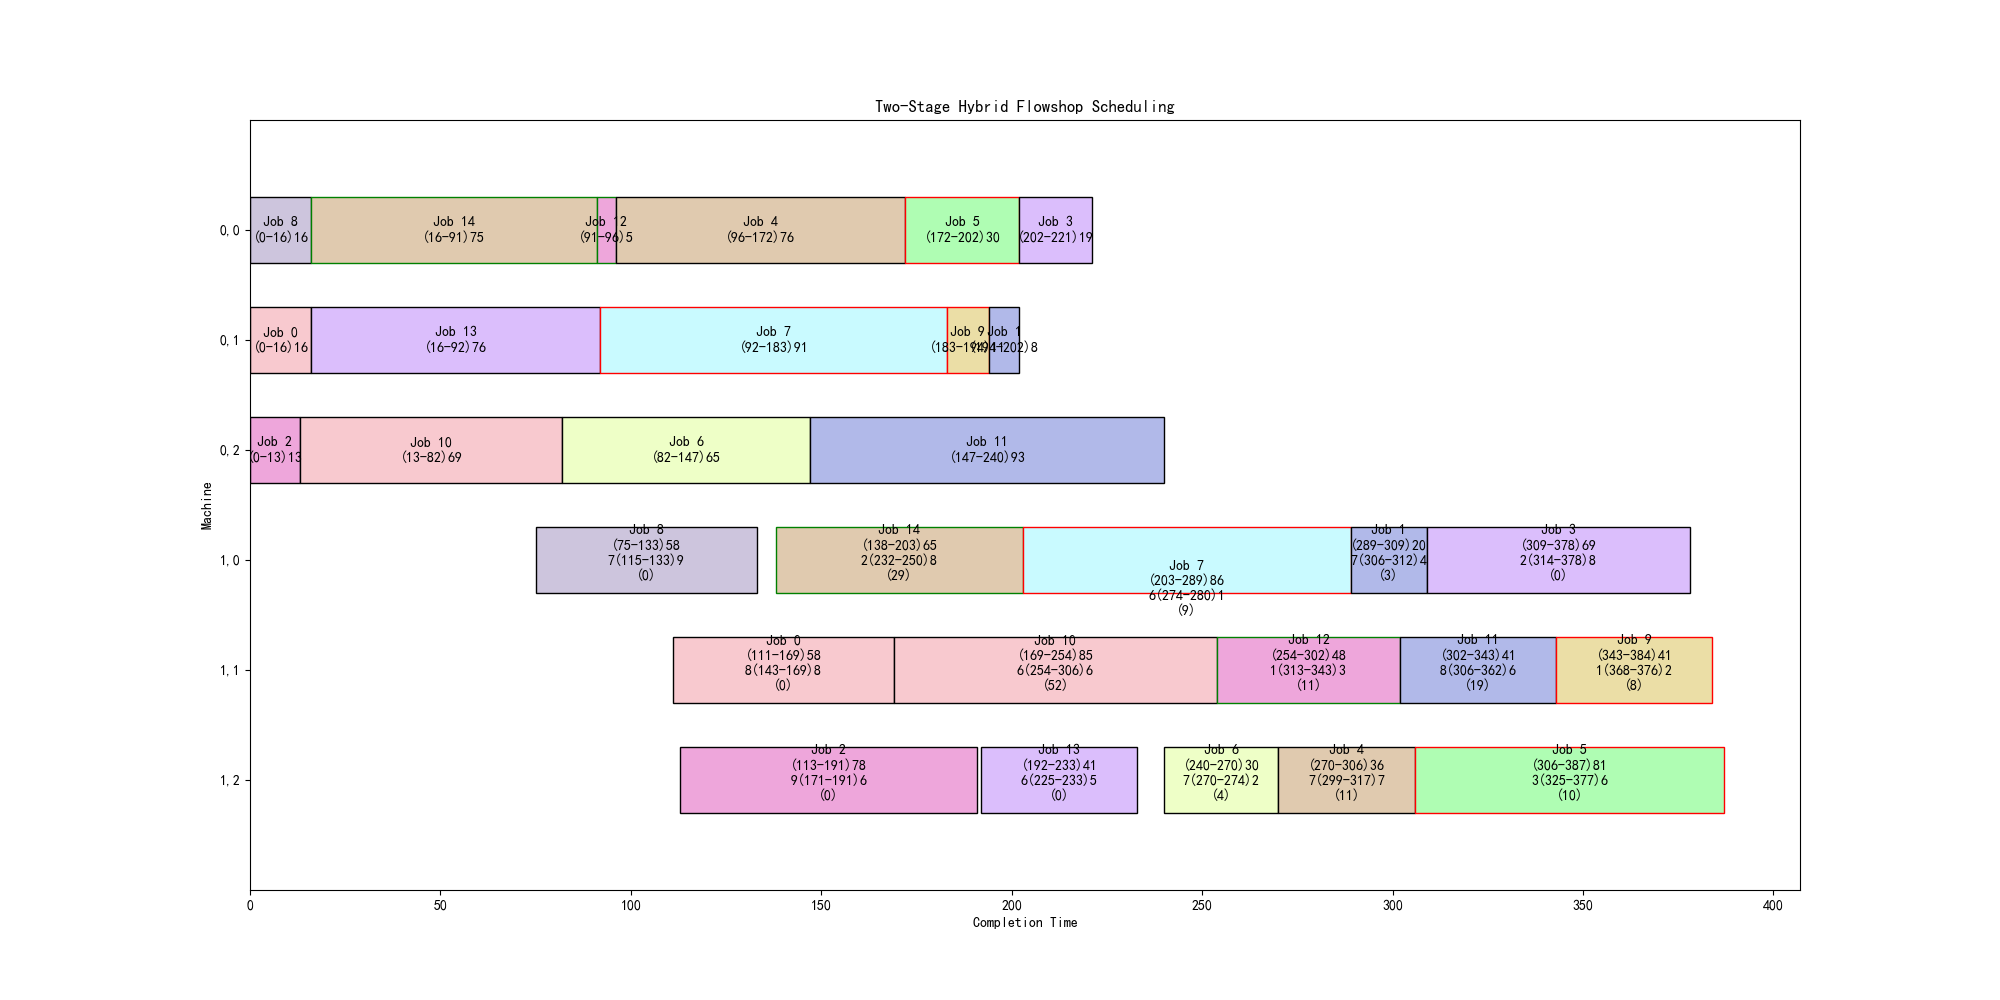 Two-Stage Hybrid Flowshop Scheduling
0,0
Job 8
(0-16)16
Job 14
(16-91)75
Job 12
(91-96)5
Job 4
(96-172)76
Job 5
(172-202)30
Job 3
(202-221)19
0,1
Job 0
(0-16)16
Job 13
(16-92)76
Job 7
(92-183)91
Job 9
Job 1
0,2
Job 2
(0-13)13
Job 10
(13-82)69
Job 6
(82-147)65
Job 11
(147-240)93
Machine
1,0
Job 8
(75-133)58
7(115-133)9
(0)
Job 14
(138-203)65
2(232-250)8
(29)
Job 7
(203-289)86
6(274-280)1
(9)
Job 1
(289-309)20
7(306-312)4
(3)
Job 3
(309-378)69
2(314-378)8
(0)
1,1
Job 0
(111-169)58
8(143-169)8
(0)
Job 10
(169-254)85
6(254-306)6
(52)
Job 12
(254-302)48
1(313-343)3
(11)
Job 11
(302-343)41
8(306-362)6
(19)
Job 9
(343-384)41
1(368-376)2
(8)
1,2
Job 2
(113-191)78
9(171-191)6
(0)
Job 13
(192-233)41
6(225-233)5
(0)
Job 6
(240-270)30
7(270-274)2
(4)
Job 4
(270-306)36
7(299-317)7
(11)
Job 5
(306-387)81
3(325-377)6
(10)
0 50 100 150 200 250 300 350 400
Completion Time